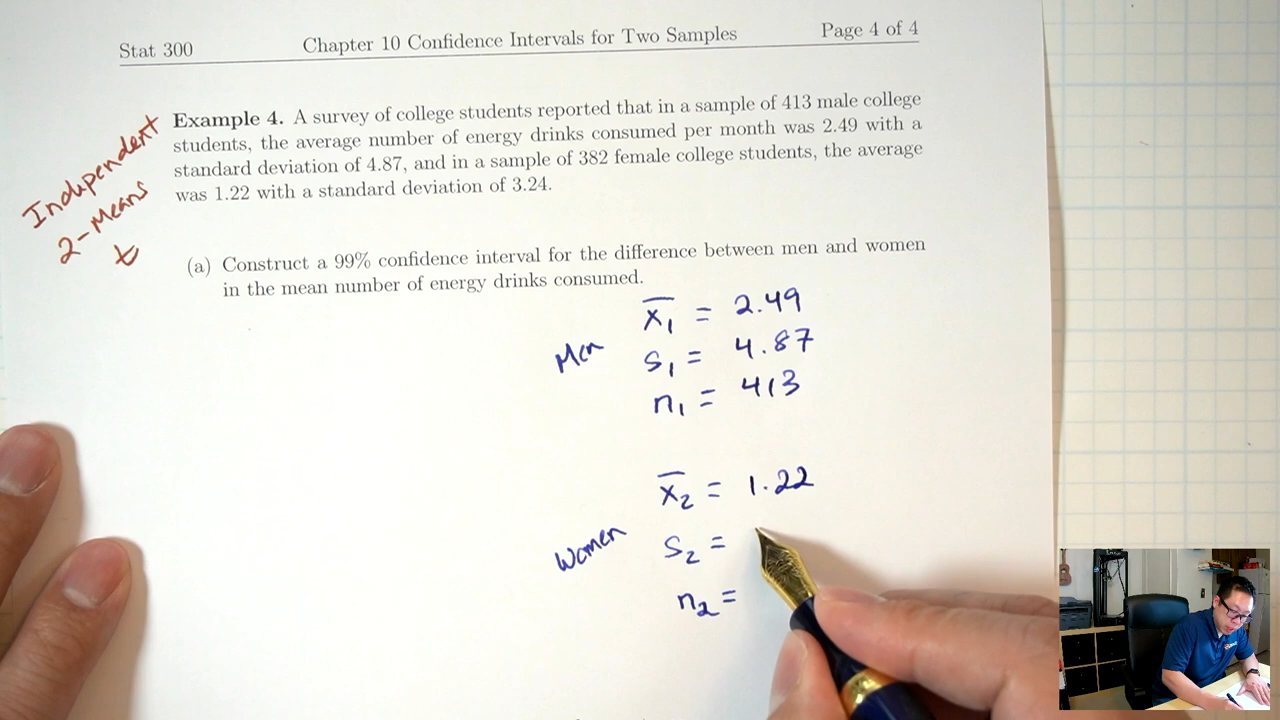 Stat 300 Chapter 10 Confidence Intervals for Two Samples Page 4 of 4
Independent
2-Means
t
Example 4. A survey of college students reported that in a sample of 413 male college
students, the average number of energy drinks consumed per month was 2.49 with a
standard deviation of 4.87, and in a sample of 382 female college students, the average
was 1.22 with a standard deviation of 3.24.
(a) Construct a 99% confidence interval for the difference between men and women
in the mean number of energy drinks consumed.
Men
x̄₁ = 2.49
s₁ = 4.87
n₁ = 413
Women
x̄₂ = 1.22
s₂ =
n₂ =